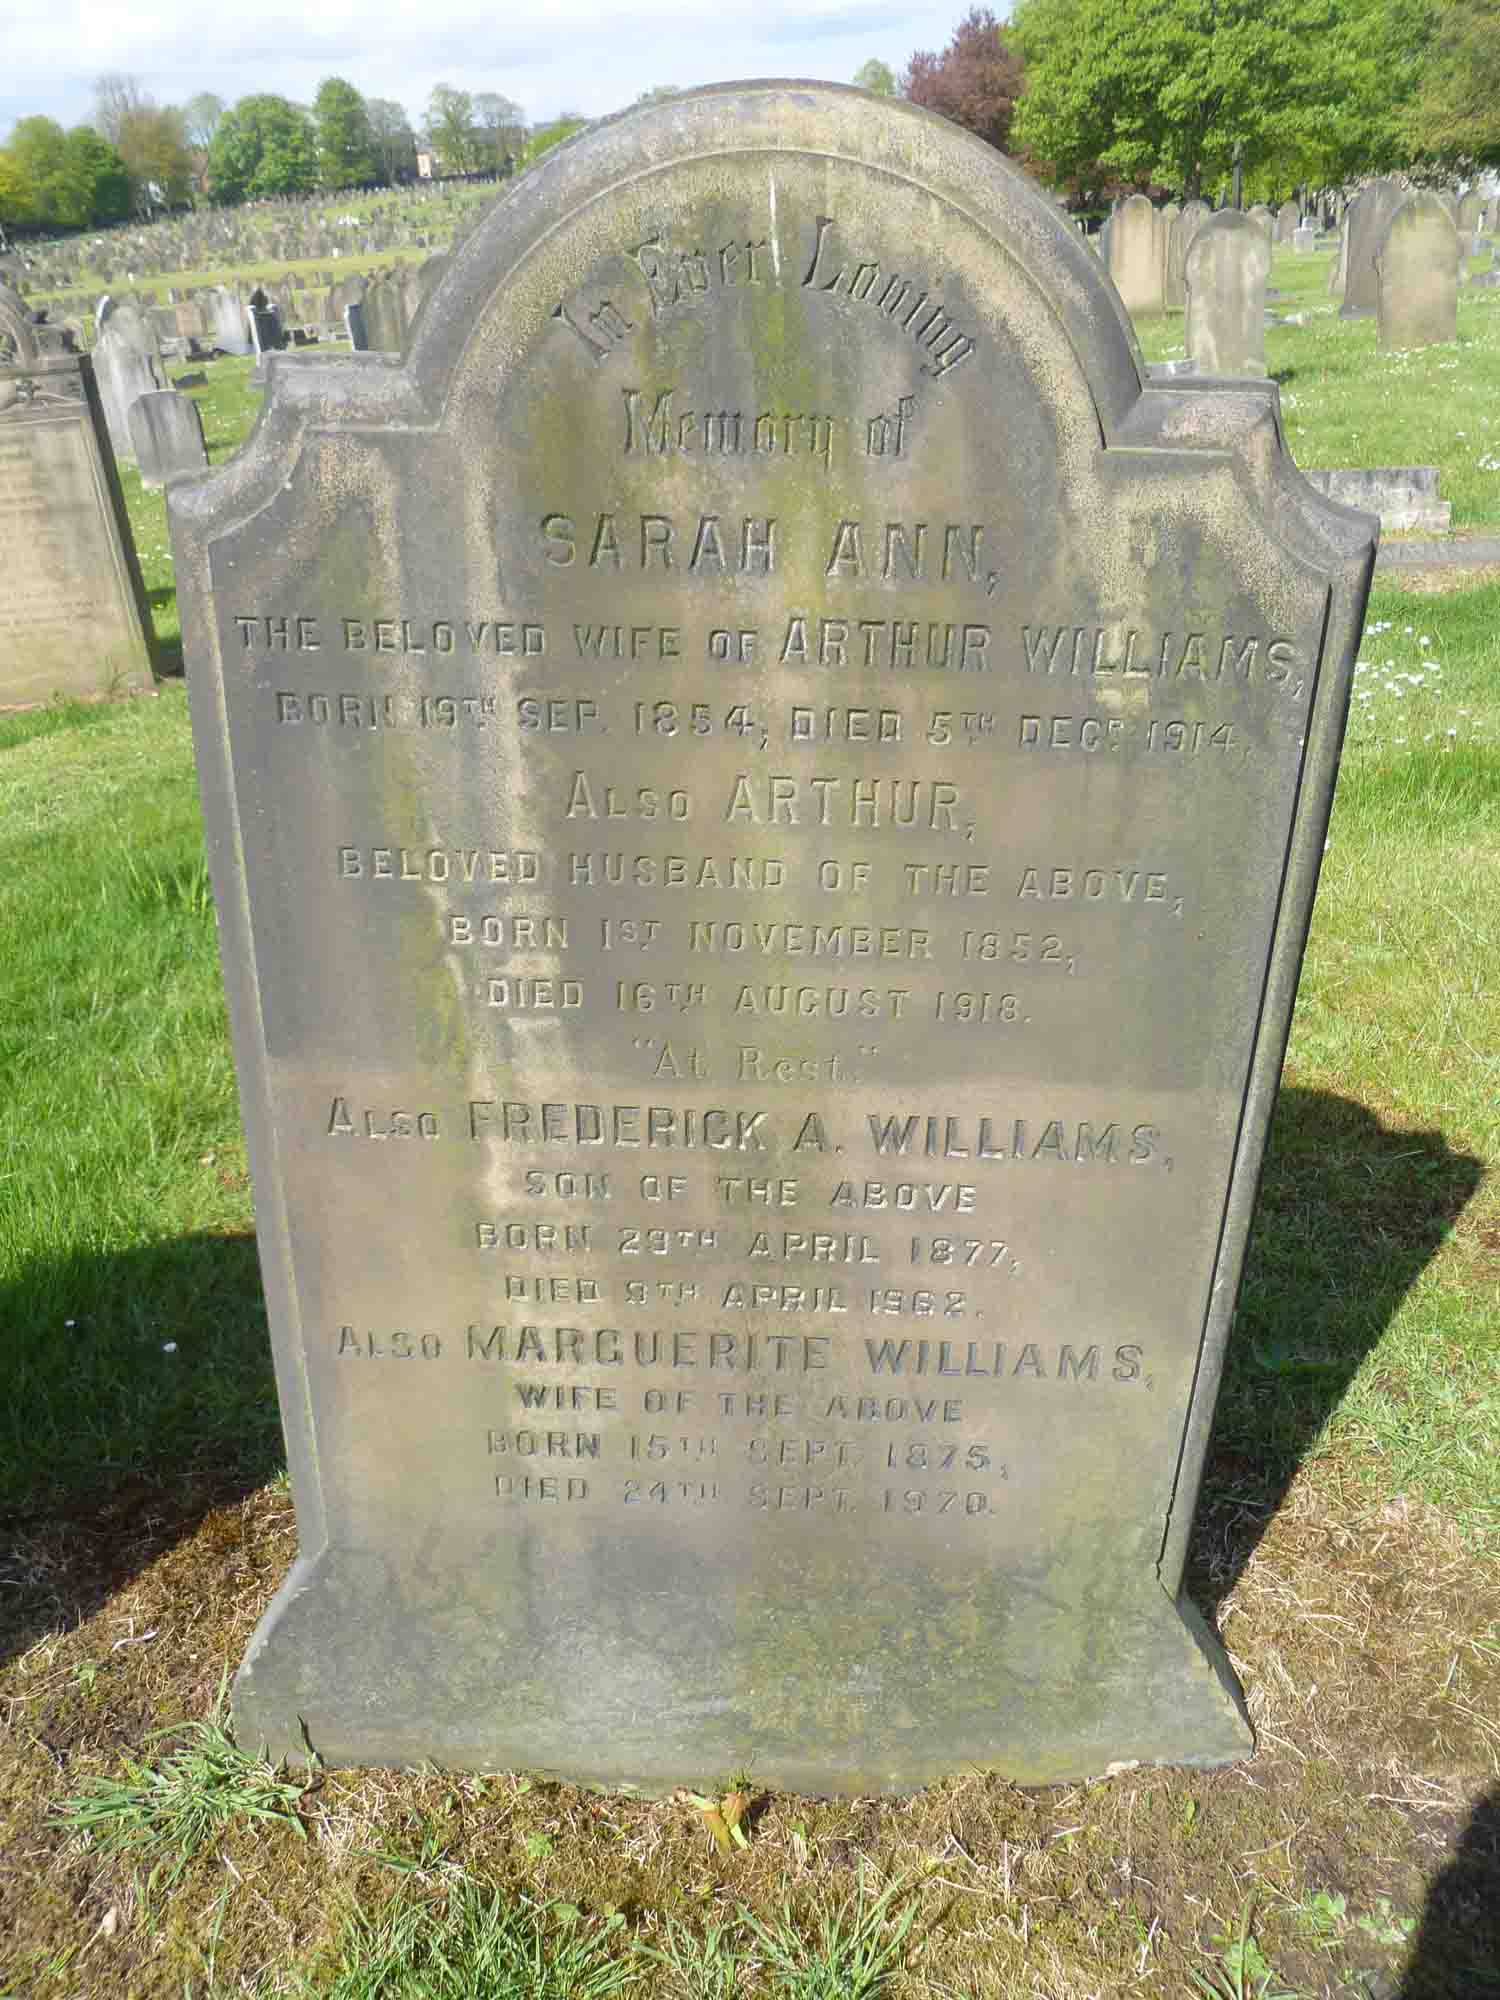 In Ever Loving
Memory of
SARAH ANN,
THE BELOVED WIFE OF ARTHUR WILLIAMS,
BORN 19TH SEP. 1854, DIED 5TH DECR. 1914.
ALSO ARTHUR,
BELOVED HUSBAND OF THE ABOVE,
BORN 1ST NOVEMBER 1852,
DIED 16TH AUGUST 1918.
"At Rest."
ALSO FREDERICK A. WILLIAMS,
SON OF THE ABOVE
BORN 29TH APRIL 1877,
DIED 9TH APRIL 1962.
ALSO MARGUERITE WILLIAMS,
WIFE OF THE ABOVE
BORN 15TH SEPT. 1875,
DIED 24TH SEPT. 1970.